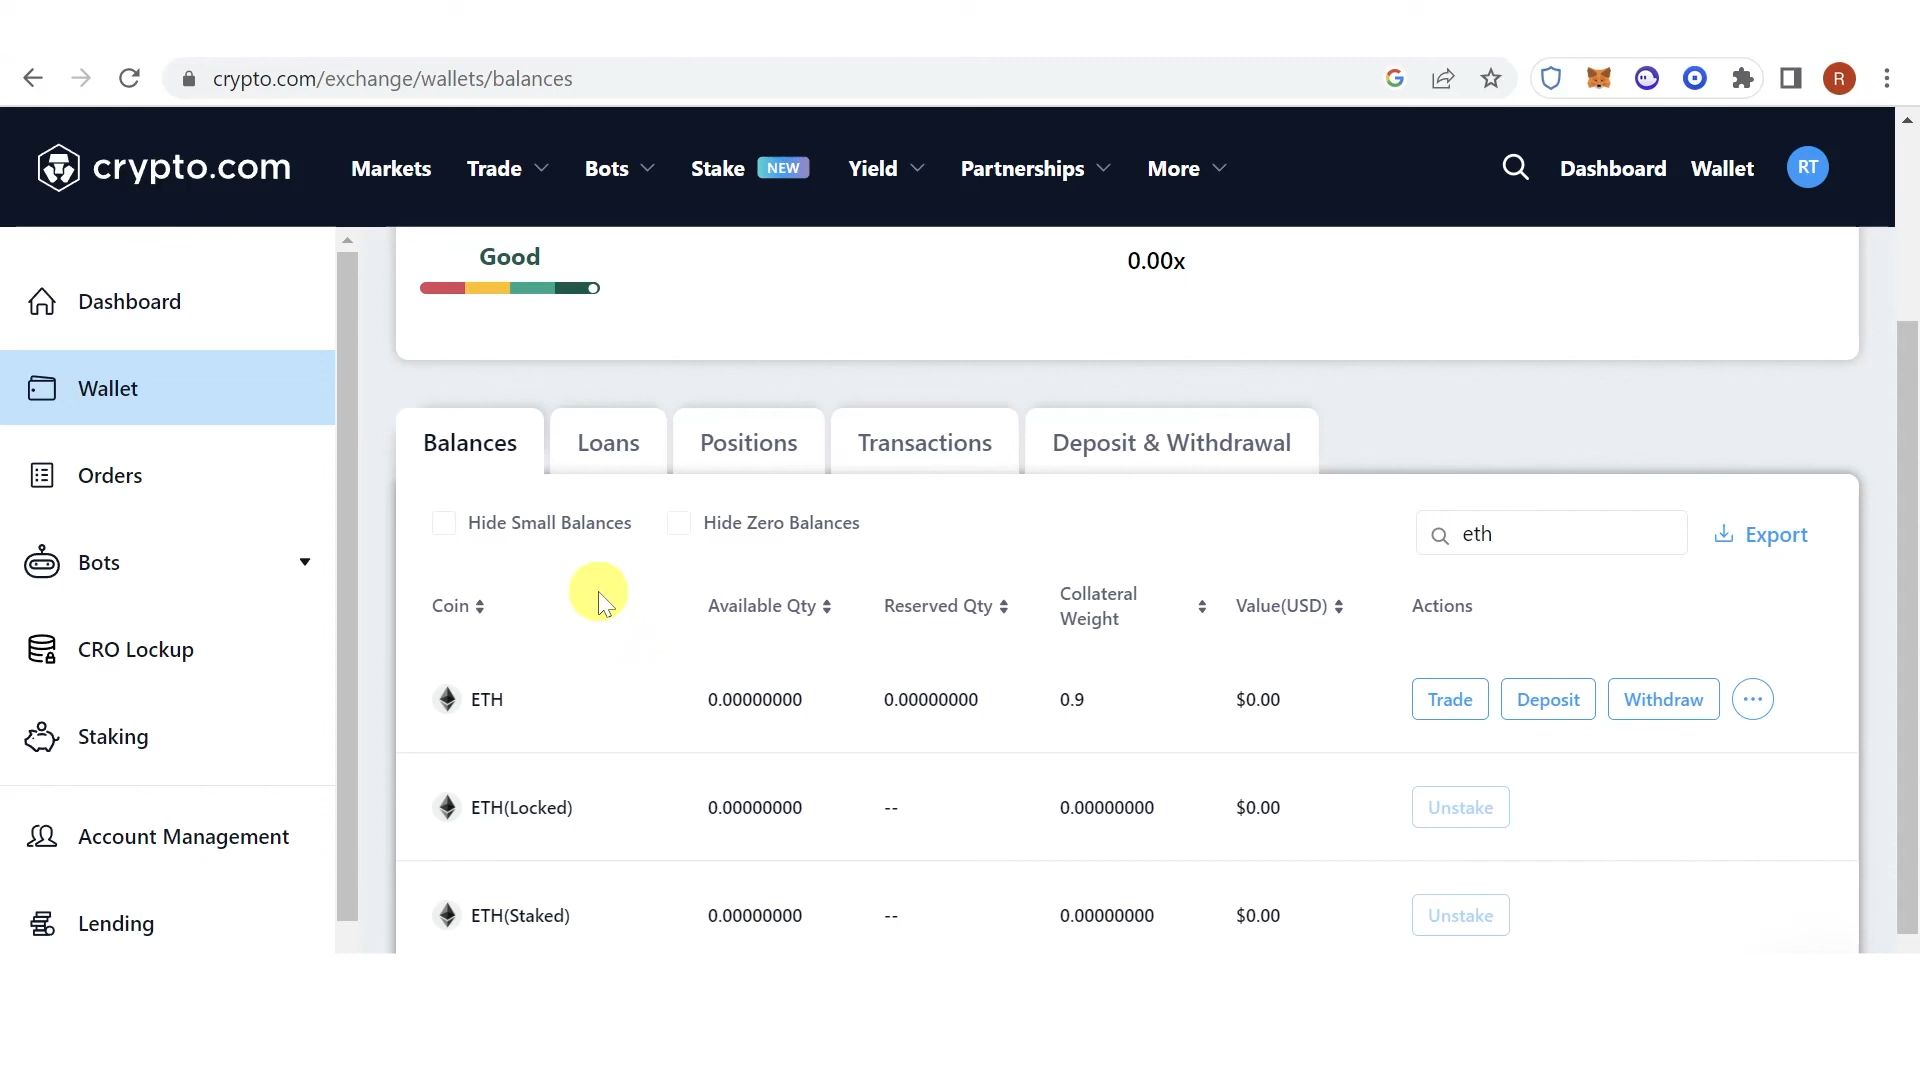 crypto.com/exchange/wallets/balances
R
crypto.com
Markets
Trade
Bots
Stake NEW
Yield
Partnerships
More
Dashboard
Wallet
RT
Dashboard
Wallet
Orders
Bots
CRO Lockup
Staking
Account Management
Lending
Good
0.00x
Balances
Loans
Positions
Transactions
Deposit & Withdrawal
Hide Small Balances
Hide Zero Balances
eth
Export
Coin
Available Qty
Reserved Qty
Collateral
Weight
Value(USD)
Actions
ETH 0.00000000 0.00000000 0.9 $0.00 Trade Deposit Withdraw
ETH(Locked) 0.00000000 -- 0.00000000 $0.00 Unstake
ETH(Staked) 0.00000000 -- 0.00000000 $0.00 Unstake